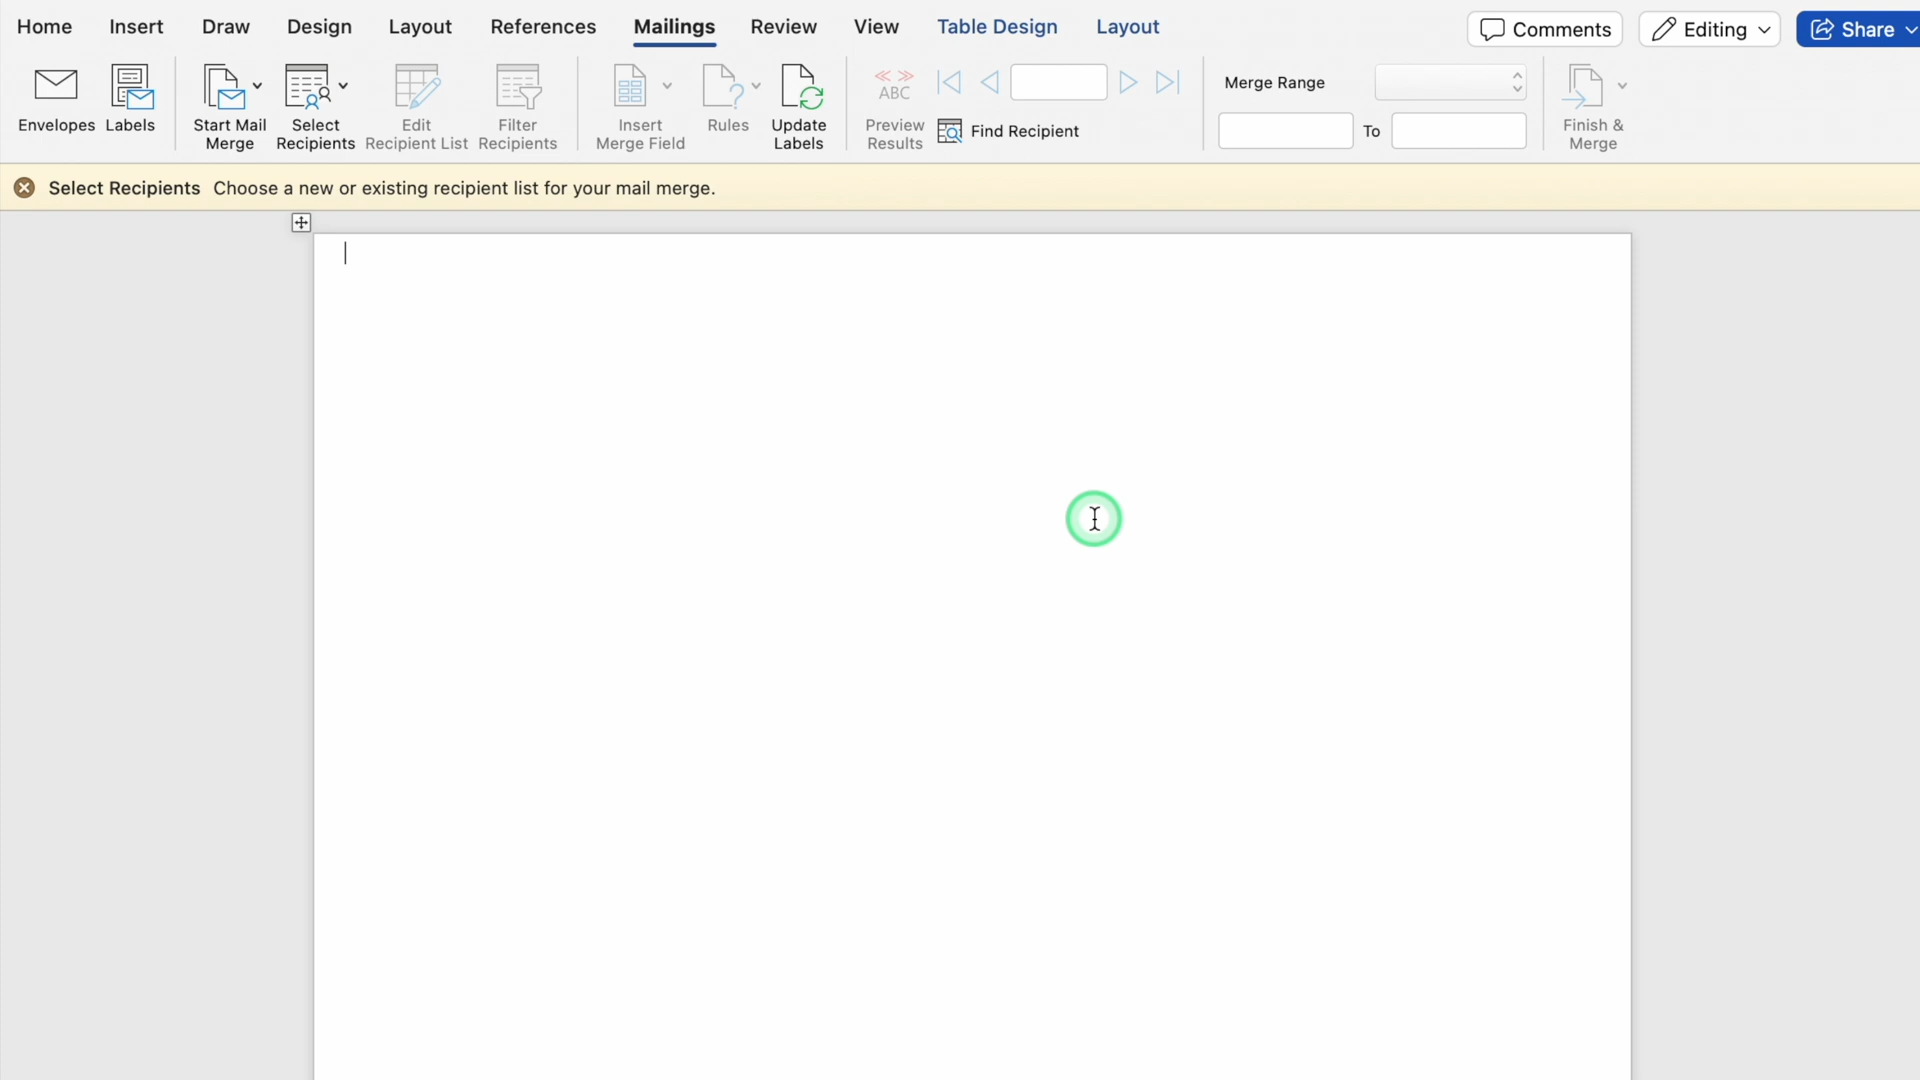 Home Insert Draw Design Layout References Mailings Review View Table Design Layout Comments Editing Share
Envelopes
Labels
Start Mail
Merge
Select
Recipients
Edit
Recipient List
Filter
Recipients
Insert
Merge Field
Rules
Update
Labels
ABC
Preview
Results
Find Recipient
Merge Range
To
Finish &
Merge
Select Recipients Choose a new or existing recipient list for your mail merge.